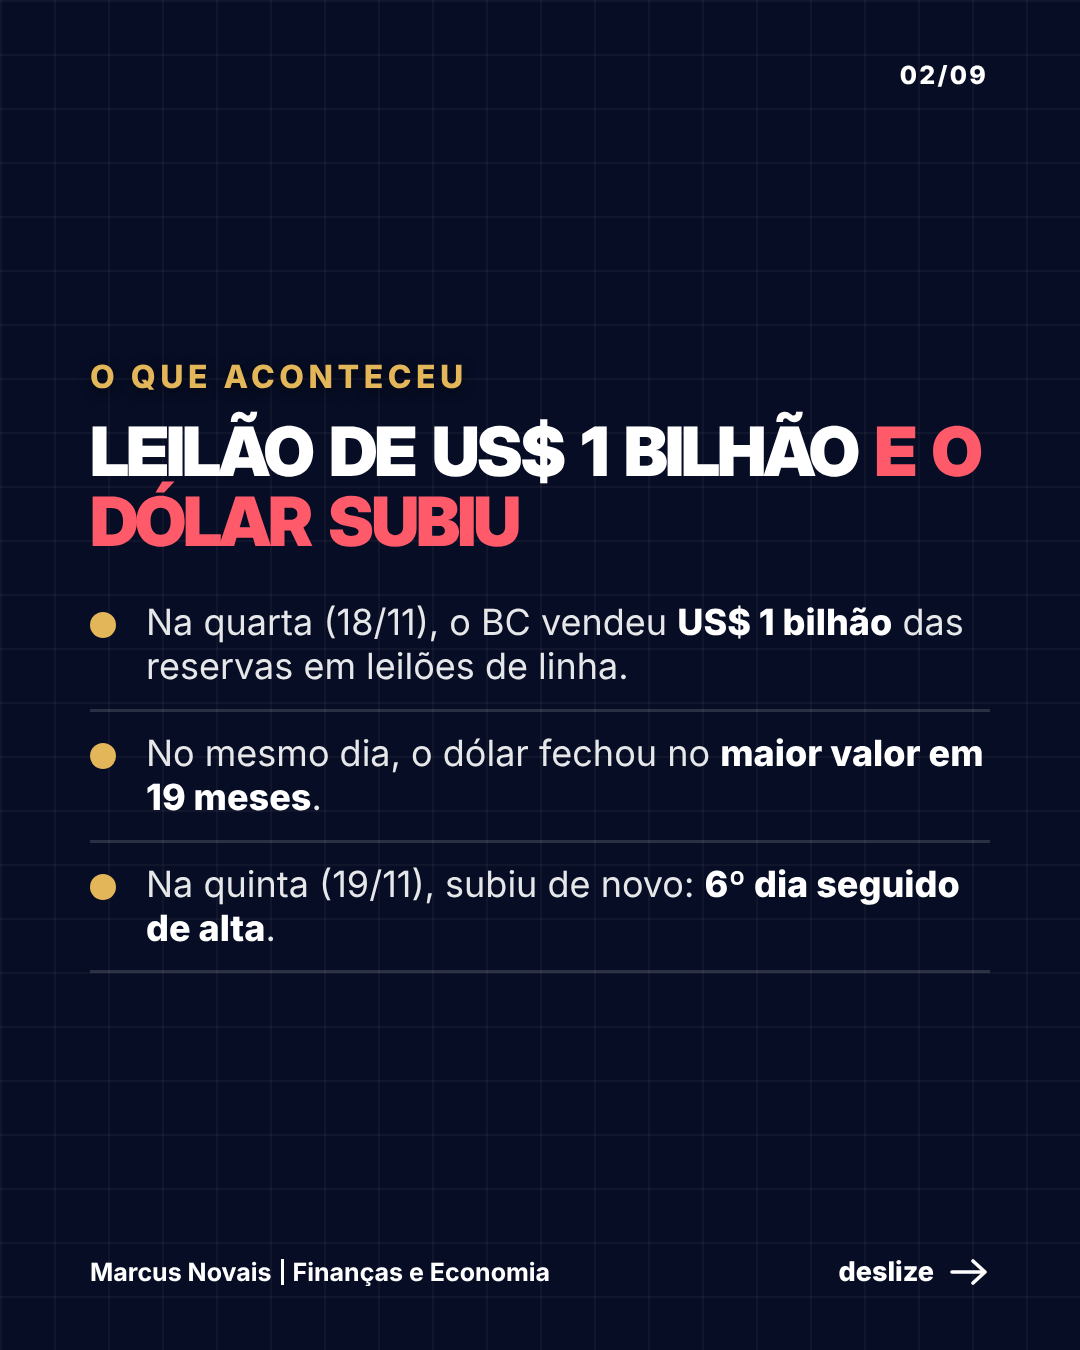 02/09
O QUE ACONTECEU
LEILÃO DE US$ 1 BILHÃO E O
DÓLAR SUBIU
Na quarta (18/11), o BC vendeu US$ 1 bilhão das
reservas em leilões de linha.
No mesmo dia, o dólar fechou no maior valor em
19 meses.
Na quinta (19/11), subiu de novo: 6º dia seguido
de alta.
Marcus Novais | Finanças e Economia
deslize →